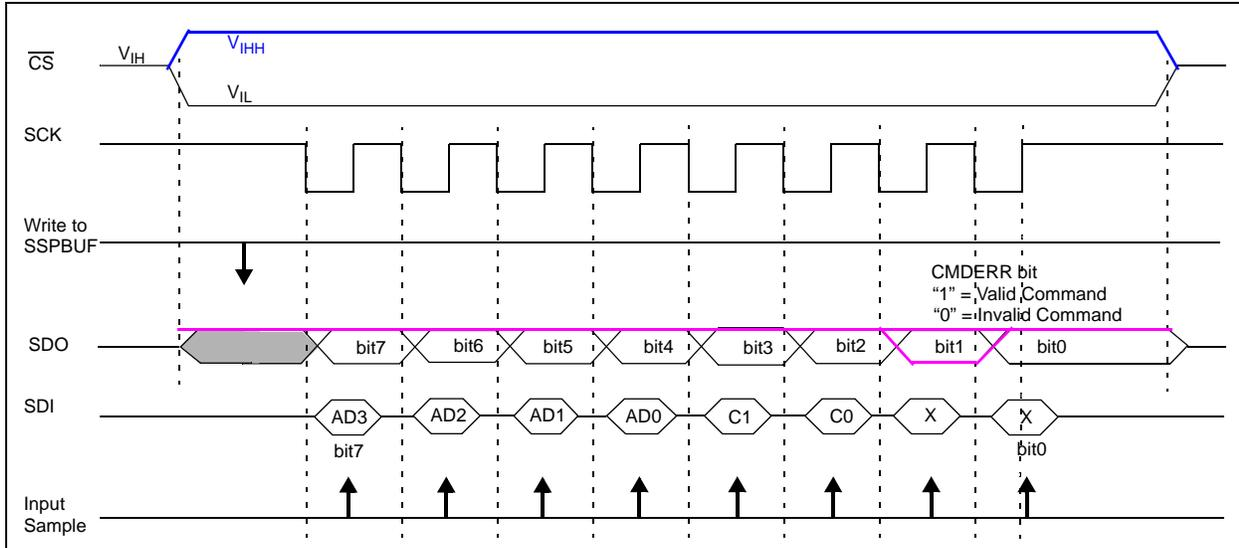 CS
VIH
VIHH
VIL
SCK
Write to
SSPBUF
CMDERR bit
“1” = Valid Command
“0” = Invalid Command
SDO
bit7 bit6 bit5 bit4 bit3 bit2 bit1 bit0
SDI
AD3 AD2 AD1 AD0 C1 C0 X X
bit7 bit0
Input
Sample